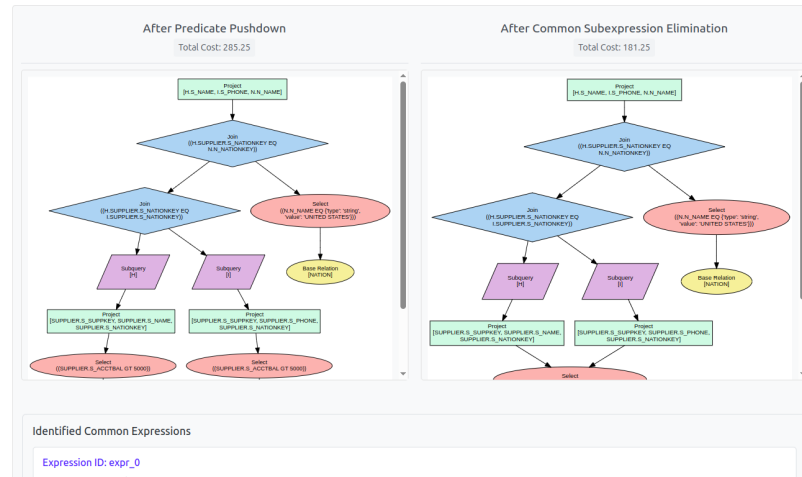 After Predicate Pushdown
Total Cost: 285.25
Project
[H.S_NAME, I.S_PHONE, N.N_NAME]
Join
((H.SUPPLIER.S_NATIONKEY EQ
N.N_NATIONKEY))
Join
((H.SUPPLIER.S_NATIONKEY EQ
I.SUPPLIER.S_NATIONKEY))
Select
((N.N_NAME EQ {'type': 'string',
'value': 'UNITED STATES'}))
Subquery
[H]
Subquery
[I]
Base Relation
[NATION]
Project
[SUPPLIER.S_SUPPKEY, SUPPLIER.S_NAME,
SUPPLIER.S_NATIONKEY]
Project
[SUPPLIER.S_SUPPKEY, SUPPLIER.S_PHONE,
SUPPLIER.S_NATIONKEY]
Select
((SUPPLIER.S_ACCTBAL GT 5000))
Select
((SUPPLIER.S_ACCTBAL GT 5000))
After Common Subexpression Elimination
Total Cost: 181.25
Project
[H.S_NAME, I.S_PHONE, N.N_NAME]
Join
((H.SUPPLIER.S_NATIONKEY EQ
N.N_NATIONKEY))
Join
((H.SUPPLIER.S_NATIONKEY EQ
I.SUPPLIER.S_NATIONKEY))
Select
((N.N_NAME EQ {'type': 'string',
'value': 'UNITED STATES'}))
Subquery
[H]
Subquery
[I]
Base Relation
[NATION]
Project
[SUPPLIER.S_SUPPKEY, SUPPLIER.S_NAME,
SUPPLIER.S_NATIONKEY]
Project
[SUPPLIER.S_SUPPKEY, SUPPLIER.S_PHONE,
SUPPLIER.S_NATIONKEY]
Select
Identified Common Expressions
Expression ID: expr_0